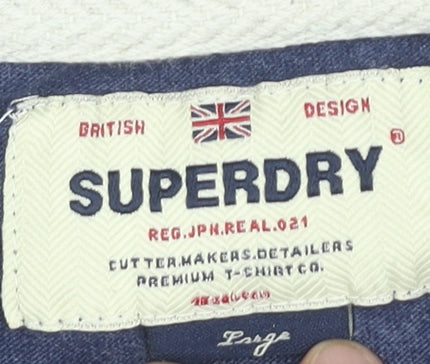 BRITISH DESIGN
SUPERDRY®
REG.JPN.REAL.021
CUTTER.MAKERS.DETAILERS
PREMIUM T-SHIRT CO.
Large